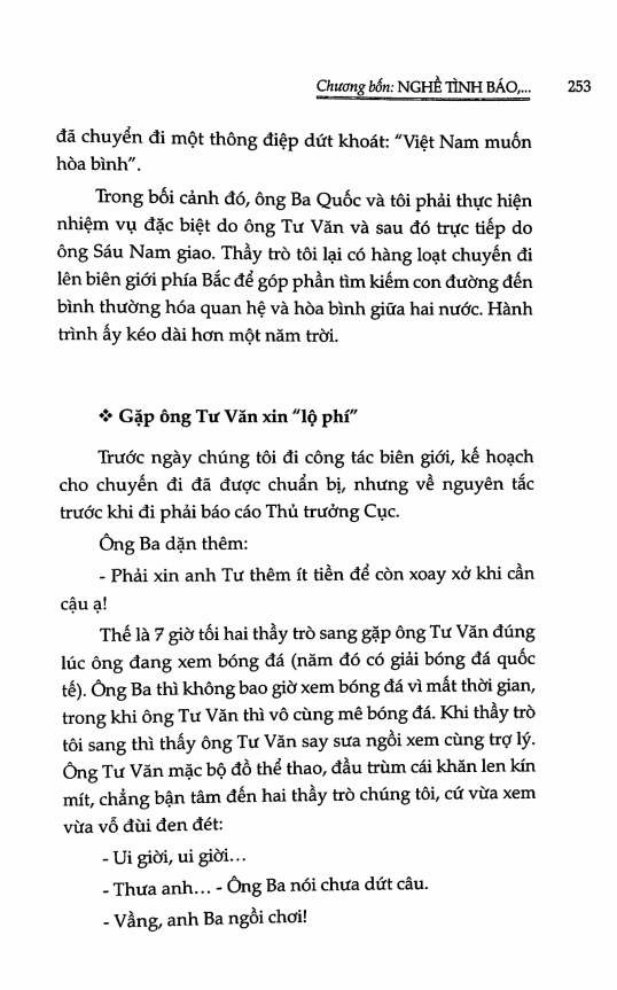 Chương bốn: NGHỀ TÌNH BÁO,... 253
đã chuyển đi một thông điệp dứt khoát: "Việt Nam muốn
hòa bình".
Trong bối cảnh đó, ông Ba Quốc và tôi phải thực hiện
nhiệm vụ đặc biệt do ông Tư Văn và sau đó trực tiếp do
ông Sáu Nam giao. Thầy trò tôi lại có hàng loạt chuyến đi
lên biên giới phía Bắc để góp phần tìm kiếm con đường đến
bình thường hóa quan hệ và hòa bình giữa hai nước. Hành
trình ấy kéo dài hơn một năm trời.
❖ Gặp ông Tư Văn xin "lộ phí"
Trước ngày chúng tôi đi công tác biên giới, kế hoạch
cho chuyến đi đã được chuẩn bị, nhưng về nguyên tắc
trước khi đi phải báo cáo Thủ trưởng Cục.
Ông Ba dặn thêm:
- Phải xin anh Tư thêm ít tiền để còn xoay xở khi cần
cậu ạ!
Thế là 7 giờ tối hai thầy trò sang gặp ông Tư Văn đúng
lúc ông đang xem bóng đá (năm đó có giải bóng đá quốc
tế). Ông Ba thì không bao giờ xem bóng đá vì mất thời gian,
trong khi ông Tư Văn thì vô cùng mê bóng đá. Khi thầy trò
tôi sang thì thấy ông Tư Văn say sưa ngồi xem cùng trợ lý.
Ông Tư Văn mặc bộ đồ thể thao, đầu trùm cái khăn len kín
mít, chẳng bận tâm đến hai thầy trò chúng tôi, cứ vừa xem
vừa vỗ đùi đen đét:
- Ui giời, ui giời...
- Thưa anh... - Ông Ba nói chưa dứt câu.
- Vầng, anh Ba ngồi chơi!